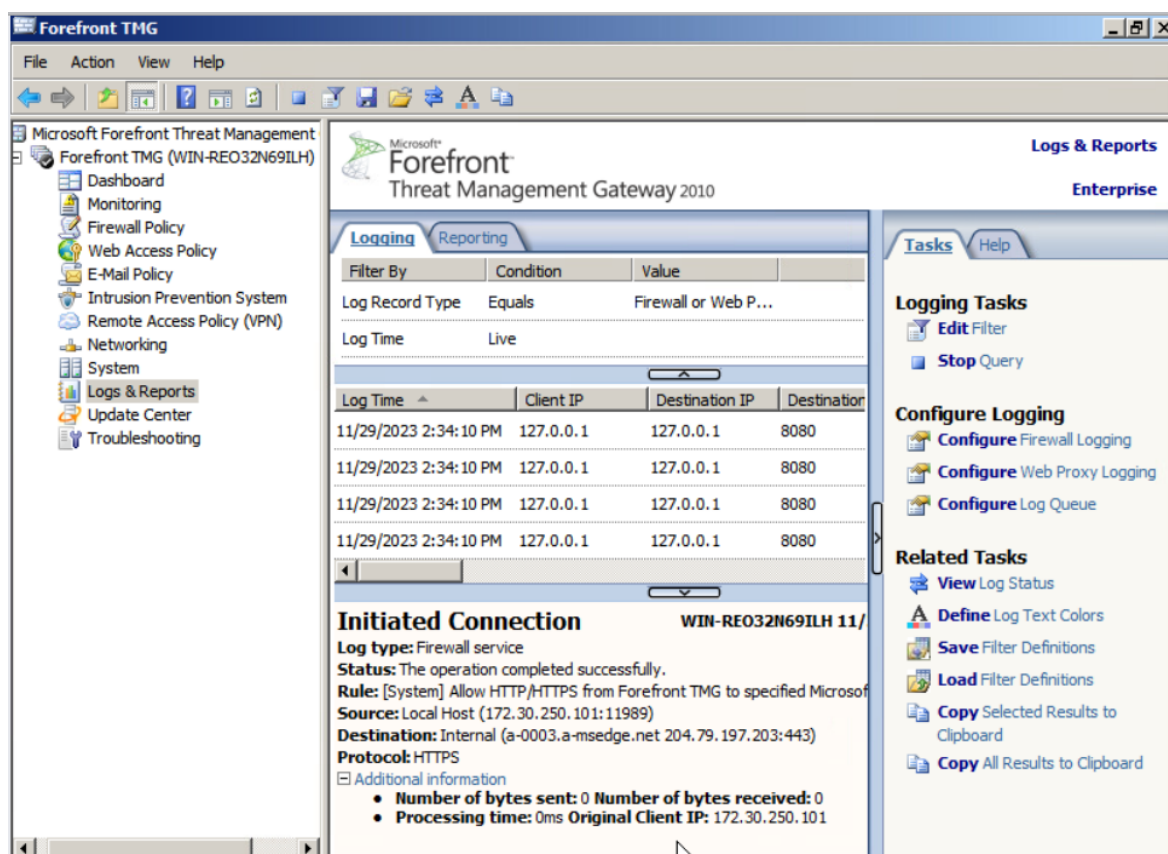 Forefront TMG
File Action View Help
Microsoft Forefront Threat Management
Forefront TMG (WIN-REO32N69ILH)
Dashboard
Monitoring
Firewall Policy
Web Access Policy
E-Mail Policy
Intrusion Prevention System
Remote Access Policy (VPN)
Networking
System
Logs & Reports
Update Center
Troubleshooting
Microsoft®
Forefront™
Threat Management Gateway 2010
Logs & Reports
Enterprise
Logging Reporting
Filter By Condition Value
Log Record Type Equals Firewall or Web P...
Log Time Live
Log Time Client IP Destination IP Destination
11/29/2023 2:34:10 PM 127.0.0.1 127.0.0.1 8080
11/29/2023 2:34:10 PM 127.0.0.1 127.0.0.1 8080
11/29/2023 2:34:10 PM 127.0.0.1 127.0.0.1 8080
11/29/2023 2:34:10 PM 127.0.0.1 127.0.0.1 8080
Initiated Connection WIN-REO32N69ILH 11/
Log type: Firewall service
Status: The operation completed successfully.
Rule: [System] Allow HTTP/HTTPS from Forefront TMG to specified Microsof
Source: Local Host (172.30.250.101:11989)
Destination: Internal (a-0003.a-msedge.net 204.79.197.203:443)
Protocol: HTTPS
Additional information
• Number of bytes sent: 0 Number of bytes received: 0
• Processing time: 0ms Original Client IP: 172.30.250.101
Tasks Help
Logging Tasks
Edit Filter
Stop Query
Configure Logging
Configure Firewall Logging
Configure Web Proxy Logging
Configure Log Queue
Related Tasks
View Log Status
Define Log Text Colors
Save Filter Definitions
Load Filter Definitions
Copy Selected Results to
Clipboard
Copy All Results to Clipboard